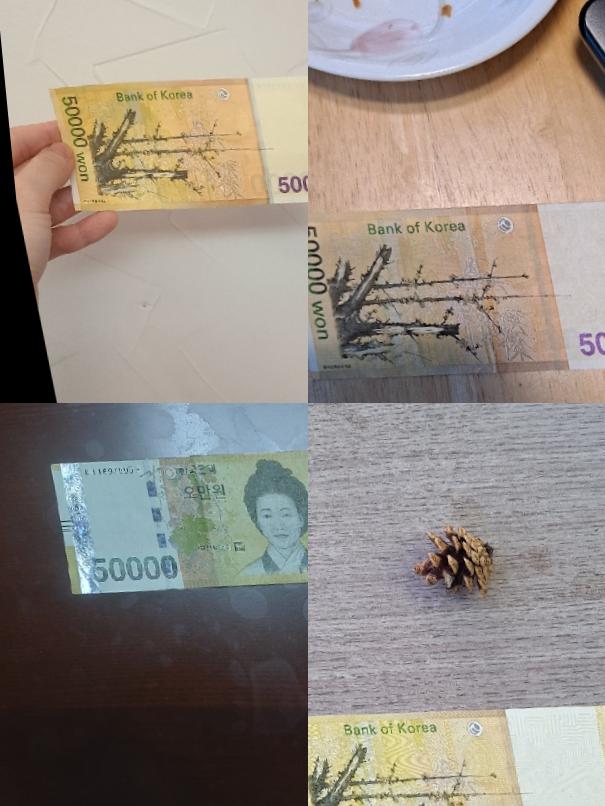 Bank of Korea
50000 won
500
Bank of Korea
50000 won
50
한국은행
오만원
50000
Bank of Korea